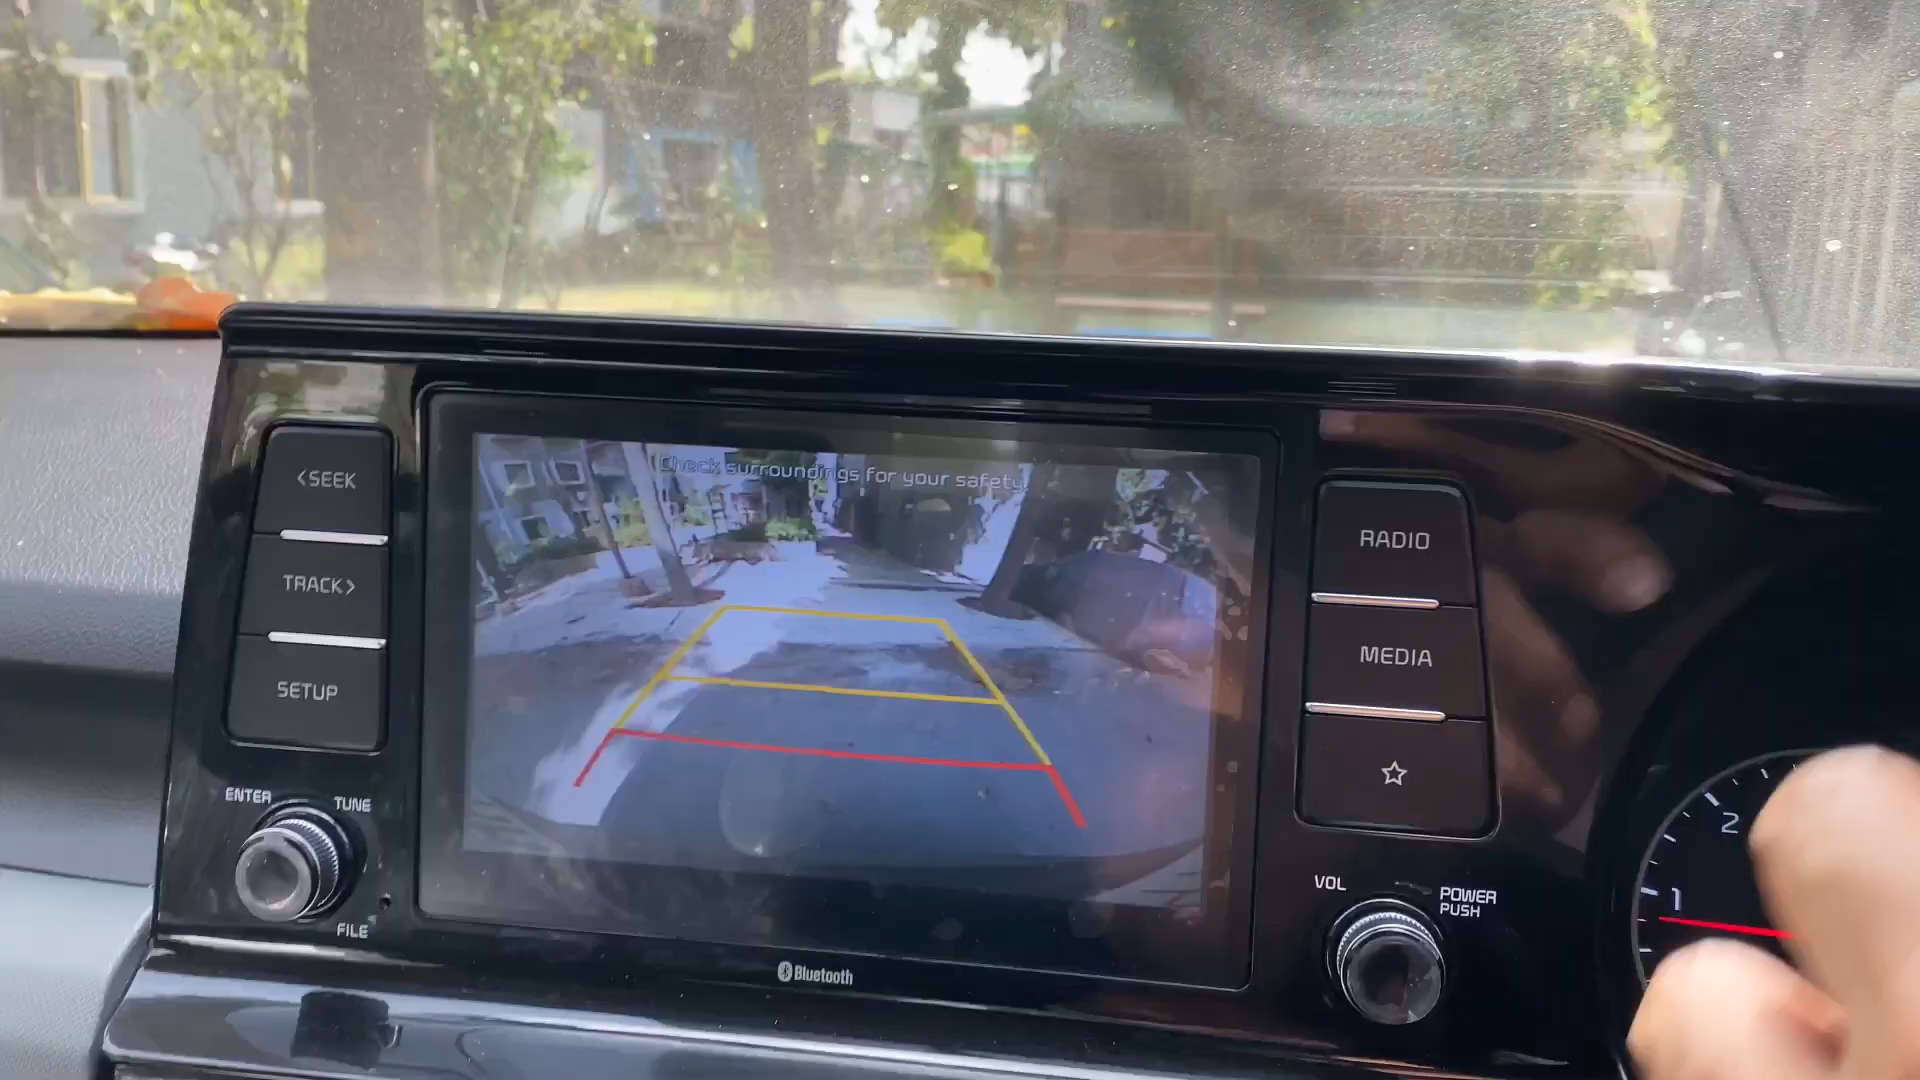 Check surroundings for your safety.
<SEEK
TRACK>
SETUP
ENTER
TUNE
FILE
RADIO
MEDIA
VOL
POWER
PUSH
Bluetooth
2
1